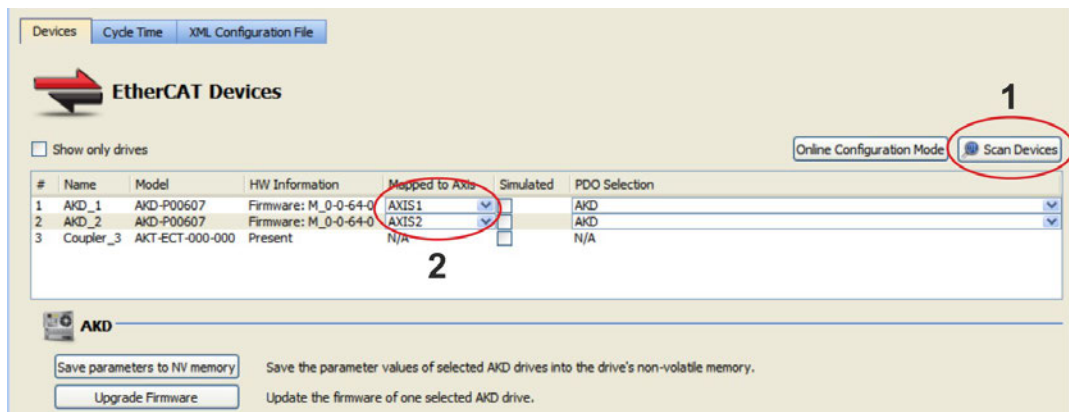 Devices Cycle Time XML Configuration File
EtherCAT Devices
1
Show only drives Online Configuration Mode Scan Devices
# Name Model HW Information Mapped to Axis Simulated PDO Selection
1 AKD_1 AKD-P00607 Firmware: M_0-0-64-0 AXIS1 AKD
2 AKD_2 AKD-P00607 Firmware: M_0-0-64-0 AXIS2 AKD
3 Coupler_3 AKT-ECT-000-000 Present N/A N/A
2
AKD
Save parameters to NV memory Save the parameter values of selected AKD drives into the drive's non-volatile memory.
Upgrade Firmware Update the firmware of one selected AKD drive.